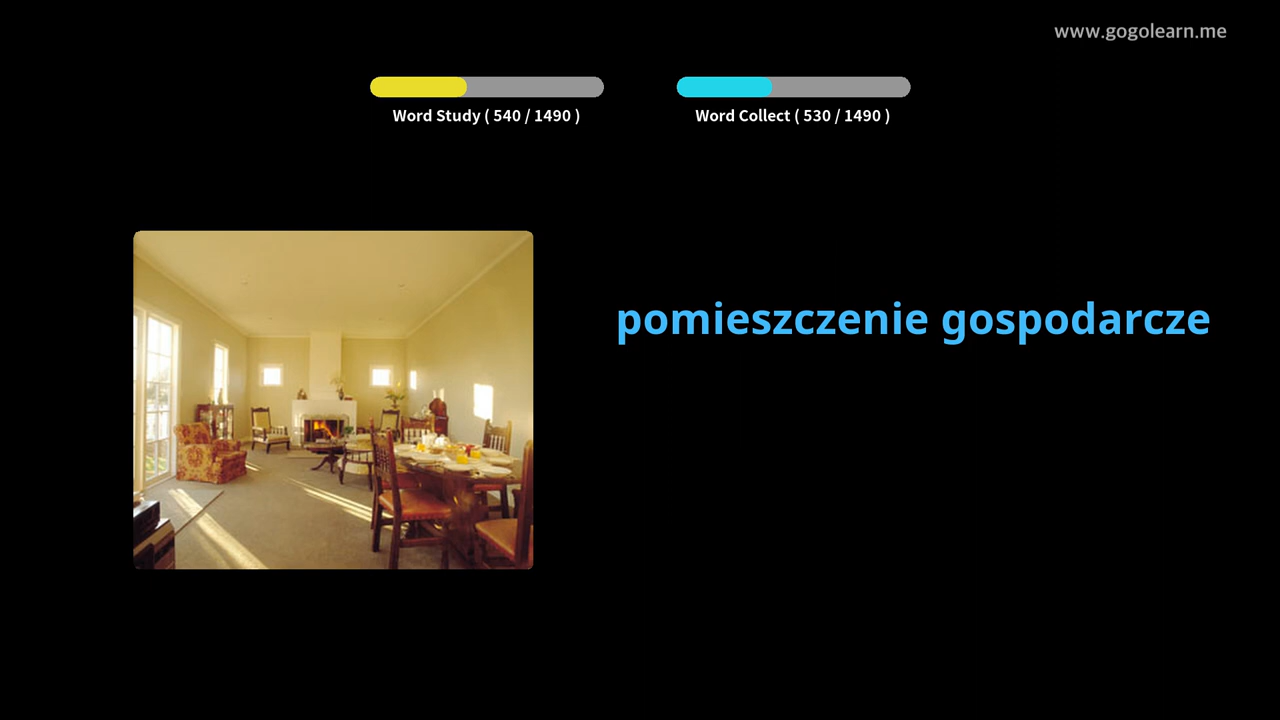 www.gogolearn.me
Word Study ( 540 / 1490 )
Word Collect ( 530 / 1490 )
pomieszczenie gospodarcze